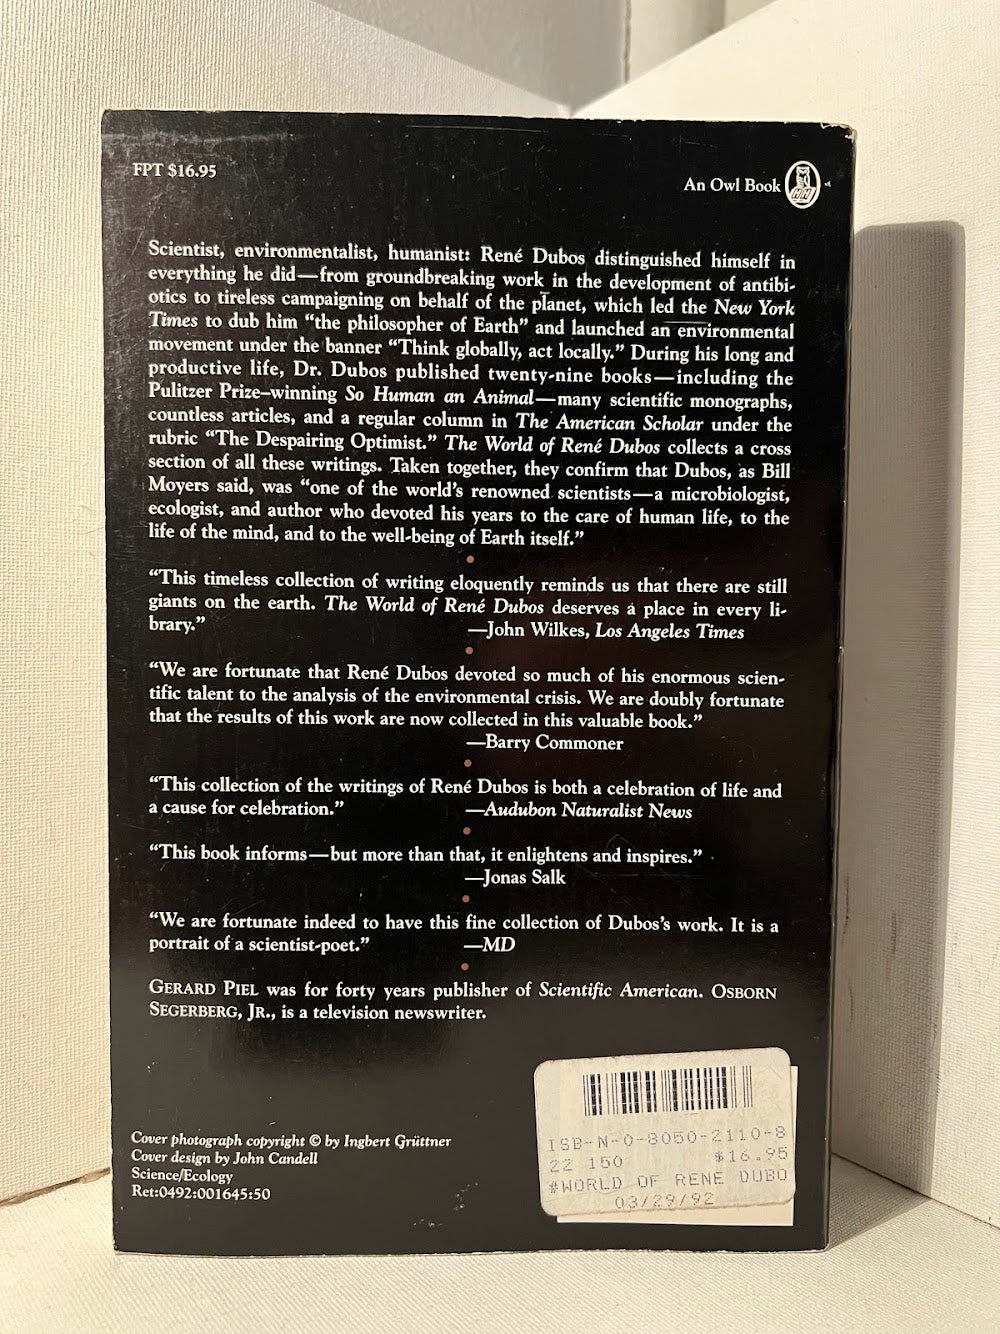 FPT $16.95
An Owl Book
Scientist, environmentalist, humanist: René Dubos distinguished himself in
everything he did—from groundbreaking work in the development of antibi-
otics to tireless campaigning on behalf of the planet, which led the New York
Times to dub him “the philosopher of Earth” and launched an environmental
movement under the banner “Think globally, act locally.” During his long and
productive life, Dr. Dubos published twenty-nine books—including the
Pulitzer Prize–winning So Human an Animal—many scientific monographs,
countless articles, and a regular column in The American Scholar under the
rubric “The Despairing Optimist.” The World of René Dubos collects a cross
section of all these writings. Taken together, they confirm that Dubos, as Bill
Moyers said, was “one of the world's renowned scientists—a microbiologist,
ecologist, and author who devoted his years to the care of human life, to the
life of the mind, and to the well-being of Earth itself.”
“This timeless collection of writing eloquently reminds us that there are still
giants on the earth. The World of René Dubos deserves a place in every li-
brary.” —John Wilkes, Los Angeles Times
“We are fortunate that René Dubos devoted so much of his enormous scien-
tific talent to the analysis of the environmental crisis. We are doubly fortunate
that the results of this work are now collected in this valuable book.”
—Barry Commoner
“This collection of the writings of René Dubos is both a celebration of life and
a cause for celebration.” —Audubon Naturalist News
“This book informs—but more than that, it enlightens and inspires.”
—Jonas Salk
“We are fortunate indeed to have this fine collection of Dubos's work. It is a
portrait of a scientist-poet.” —MD
GERARD PIEL was for forty years publisher of Scientific American. OSBORN
SEGERBERG, JR., is a television newswriter.
Cover photograph copyright © by Ingbert Grüttner
Cover design by John Candell
Science/Ecology
Ret:0492:001645:50
ISB-N-0-8050-2110-8
22 150 $16.95
#WORLD OF RENE DUBO
03/29/92